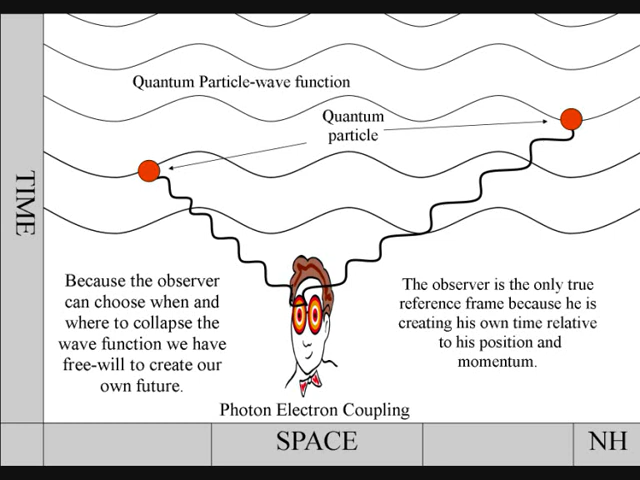 Quantum Particle-wave function
Quantum
particle
TIME
Because the observer
can choose when and
where to collapse the
wave function we have
free-will to create our
own future.
The observer is the only true
reference frame because he is
creating his own time relative
to his position and
momentum.
Photon Electron Coupling
SPACE
NH